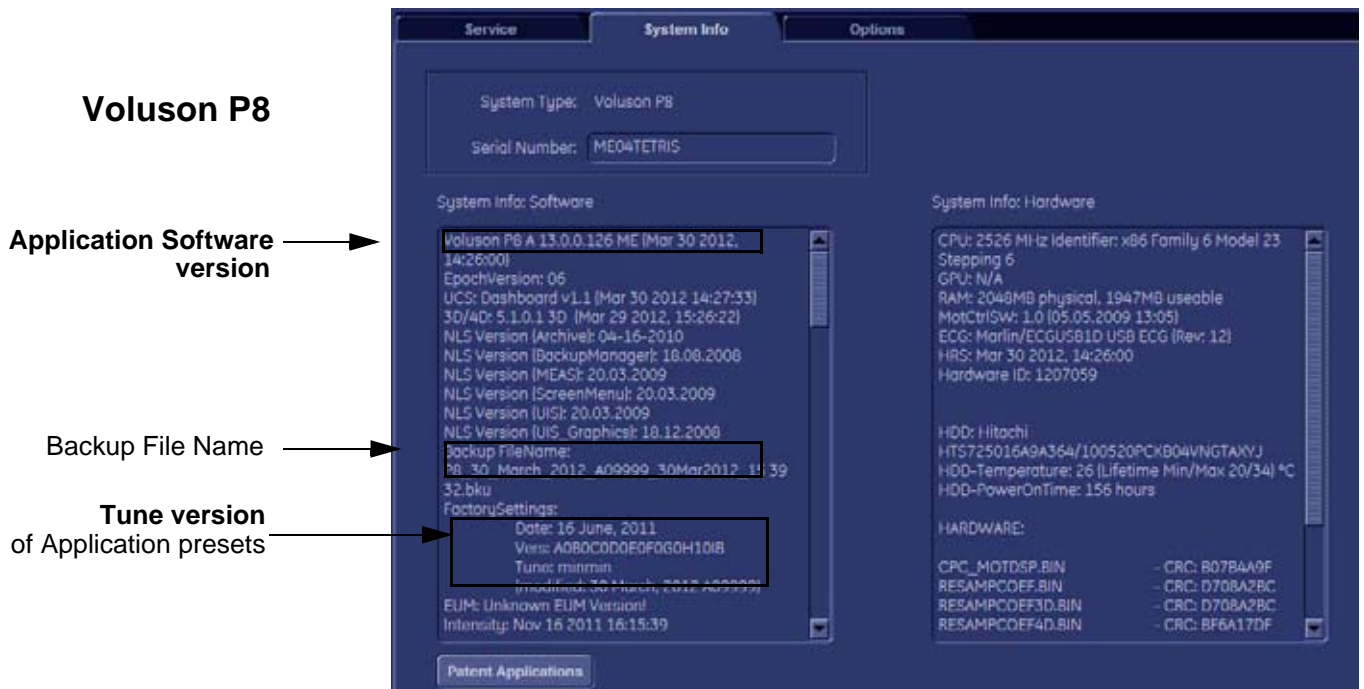 Service
System Info
Options
Voluson P8
System Type: Voluson P8
Serial Number: ME04TETRIS
System Info: Software
System Info: Hardware
Application Software
version
Voluson P8 A 13.0.0.126 ME (Mar 30 2012,
14:26:00)
EpochVersion: 06
UCS: Dashboard v1.1 (Mar 30 2012 14:27:33)
3D/4D: 5.1.0.1 3D (Mar 29 2012, 15:26:22)
NLS Version (Archive): 04-16-2010
NLS Version (BackupManager): 18.08.2008
NLS Version (MEAS): 20.03.2009
NLS Version (ScreenMenu): 20.03.2009
NLS Version (UIS): 20.03.2009
NLS Version (UIS_Graphics): 18.12.2008
Backup File Name
Backup FileName:
P8_30_March_2012_A09999_30Mar2012_15 39
32.bku
FactorySettings:
Tune version
of Application presets
Date: 16 June, 2011
Vers: A0B0C0D0E0F0G0H10I8
Tune: minmin
(modified: 30 March, 2012 A09999)
EUM: Unknown EUM Version!
Intensity: Nov 16 2011 16:15:39
CPU: 2526 MHz Identifier: x86 Family 6 Model 23
Stepping 6
GPU: N/A
RAM: 2048MB physical, 1947MB useable
MotCtrlSW: 1.0 (05.05.2009 13:05)
ECG: Marlin/ECGUSB1D USB ECG (Rev: 12)
HRS: Mar 30 2012, 14:26:00
Hardware ID: 1207059
HDD: Hitachi
HTS725016A9A364/100520PCKB04VNGTAXYJ
HDD-Temperature: 26 (Lifetime Min/Max 20/34) °C
HDD-PowerOnTime: 156 hours
HARDWARE:
CPC_MOTDSP.BIN - CRC: B07B4A9F
RESAMPCOEF.BIN - CRC: D708A2BC
RESAMPCOEF3D.BIN - CRC: D708A2BC
RESAMPCOEF4D.BIN - CRC: BF6A17DF
Patent Applications